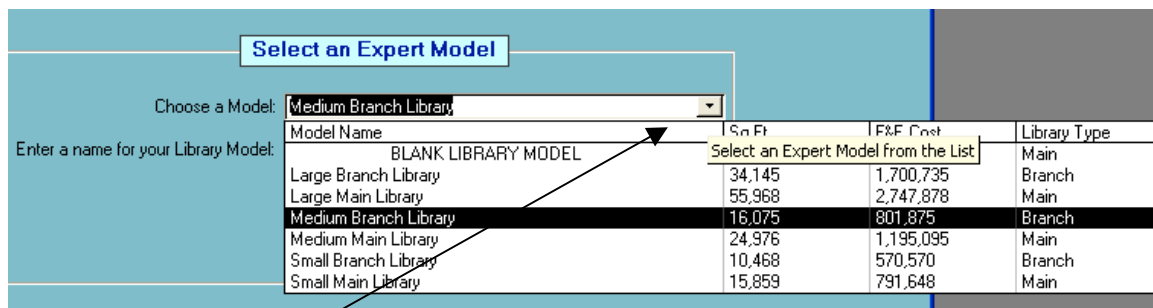 Select an Expert Model
Choose a Model: Medium Branch Library
Model Name Sq Ft F&E Cost Library Type
Enter a name for your Library Model:
BLANK LIBRARY MODEL Main
Select an Expert Model from the List
Large Branch Library 34,145 1,700,735 Branch
Large Main Library 55,968 2,747,878 Main
Medium Branch Library 16,075 801,875 Branch
Medium Main Library 24,976 1,195,095 Main
Small Branch Library 10,468 570,570 Branch
Small Main Library 15,859 791,648 Main